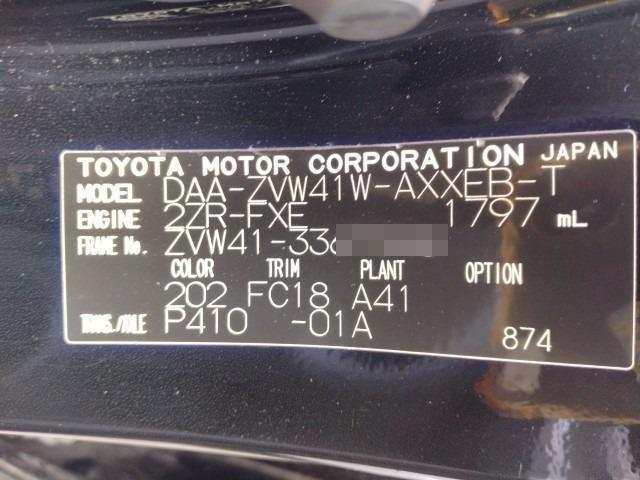 TOYOTA MOTOR CORPORATION JAPAN
MODEL DAA-ZVW41W-AXXEB-T
ENGINE 2ZR-FXE 1797 mL
FRAME No. ZVW41-336
COLOR TRIM PLANT OPTION
202 FC18 A41
TRANS./AXLE P410 -01A
874